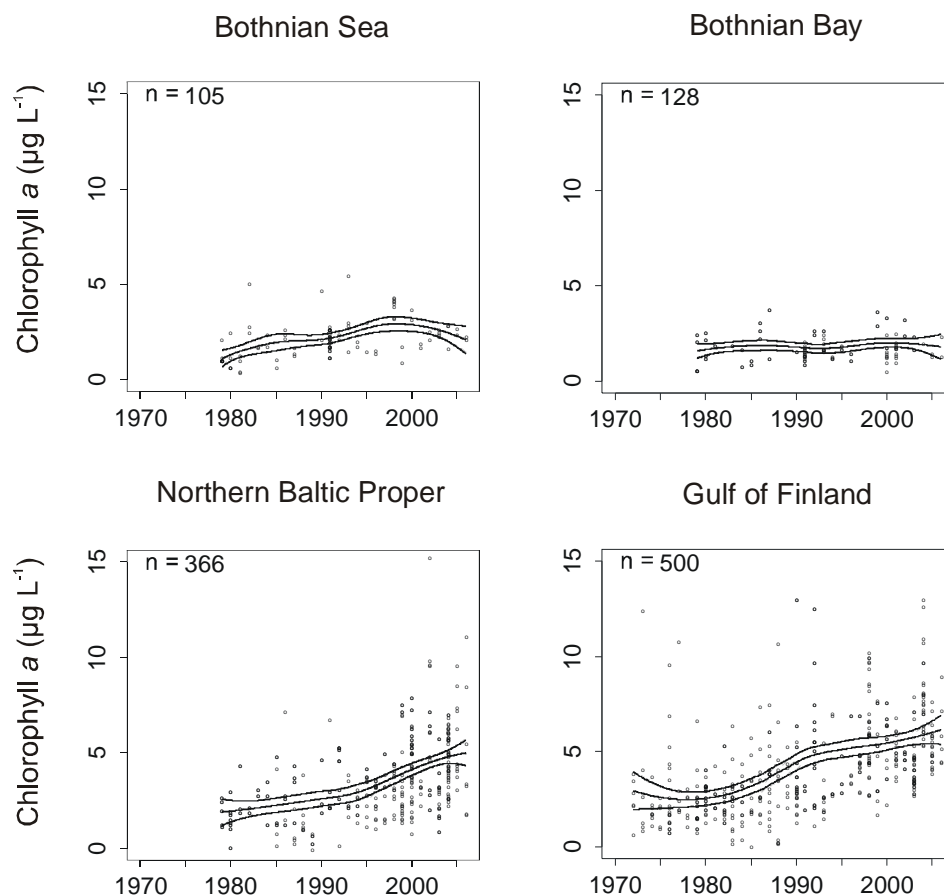 Bothnian Sea
Bothnian Bay
Chlorophyll a (µg L⁻¹)
n = 105
n = 128
15
10
5
0
15
10
5
0
1970 1980 1990 2000
1970 1980 1990 2000
Northern Baltic Proper
Gulf of Finland
Chlorophyll a (µg L⁻¹)
n = 366
n = 500
15
10
5
0
15
10
5
0
1970 1980 1990 2000
1970 1980 1990 2000